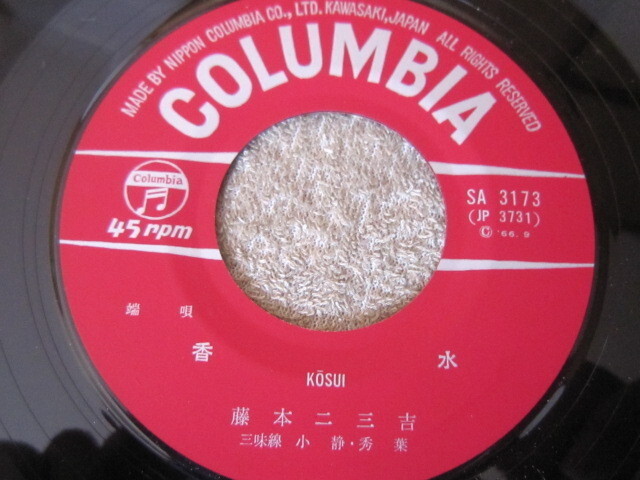 MADE BY NIPPON COLUMBIA CO., LTD. KAWASAKI, JAPAN ALL RIGHTS RESERVED
COLUMBIA
Columbia
45 rpm
SA 3173
(JP 3731)
Ⓒ '66. 9
端唄
香水
KŌSUI
藤本二三吉
三味線 小静・秀葉